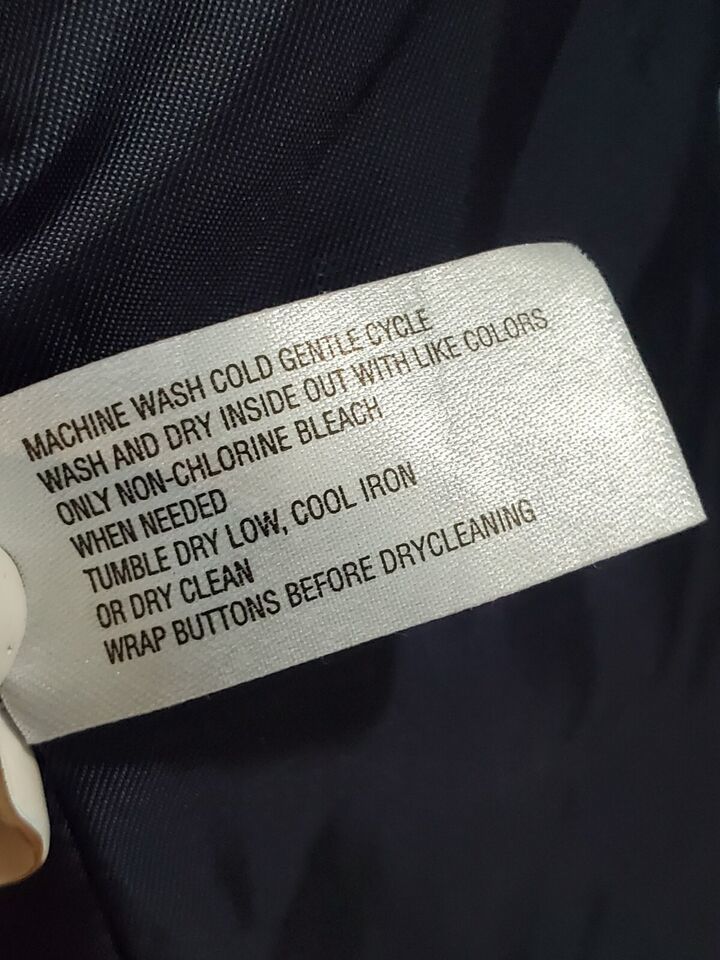 MACHINE WASH COLD GENTLE CYCLE
WASH AND DRY INSIDE OUT WITH LIKE COLORS
ONLY NON-CHLORINE BLEACH
WHEN NEEDED
TUMBLE DRY LOW, COOL IRON
OR DRY CLEAN
WRAP BUTTONS BEFORE DRYCLEANING